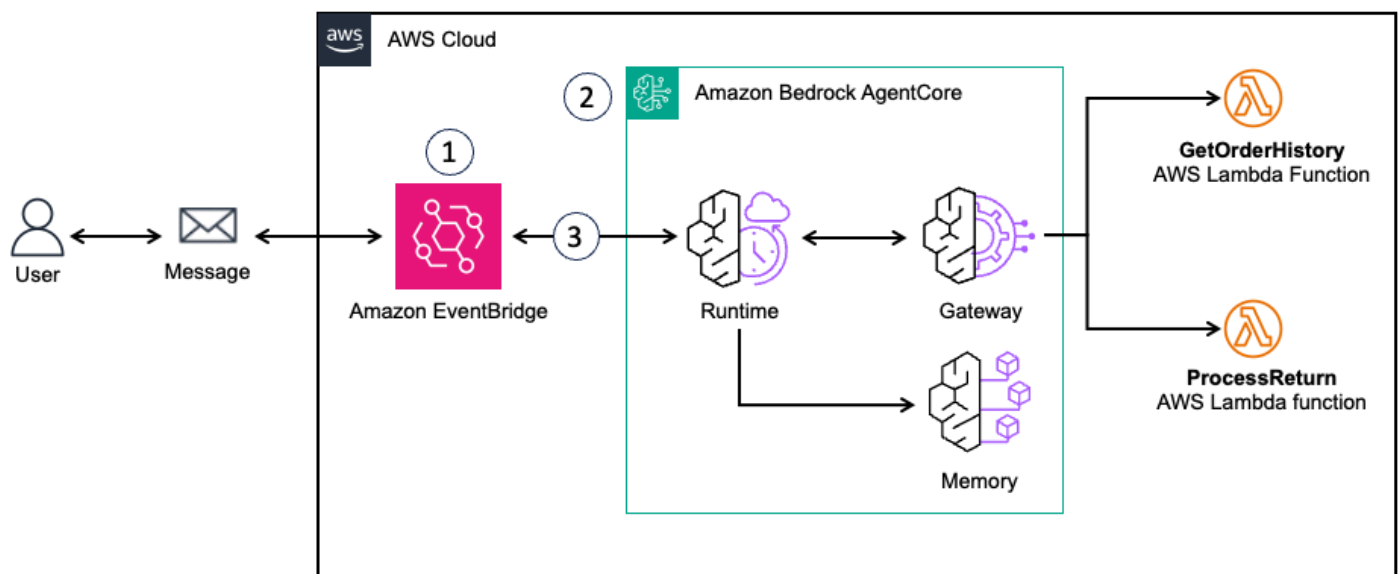 aws
AWS Cloud
2
Amazon Bedrock AgentCore
1
GetOrderHistory
AWS Lambda Function
3
User
Message
Amazon EventBridge
Runtime
Gateway
ProcessReturn
AWS Lambda function
Memory